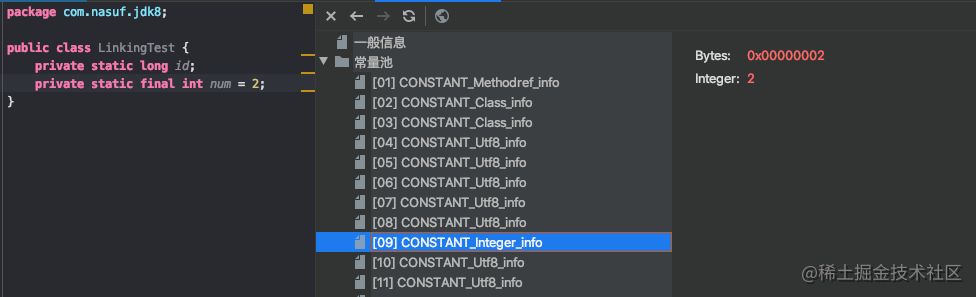 package com.nasuf.jdk8;
public class LinkingTest {
private static long id;
private static final int num = 2;
}
一般信息
常量池
[01] CONSTANT_Methodref_info
[02] CONSTANT_Class_info
[03] CONSTANT_Class_info
[04] CONSTANT_Utf8_info
[05] CONSTANT_Utf8_info
[06] CONSTANT_Utf8_info
[07] CONSTANT_Utf8_info
[08] CONSTANT_Utf8_info
[09] CONSTANT_Integer_info
[10] CONSTANT_Utf8_info
[11] CONSTANT_Utf8_info
Bytes: 0x00000002
Integer: 2
@稀土掘金技术社区